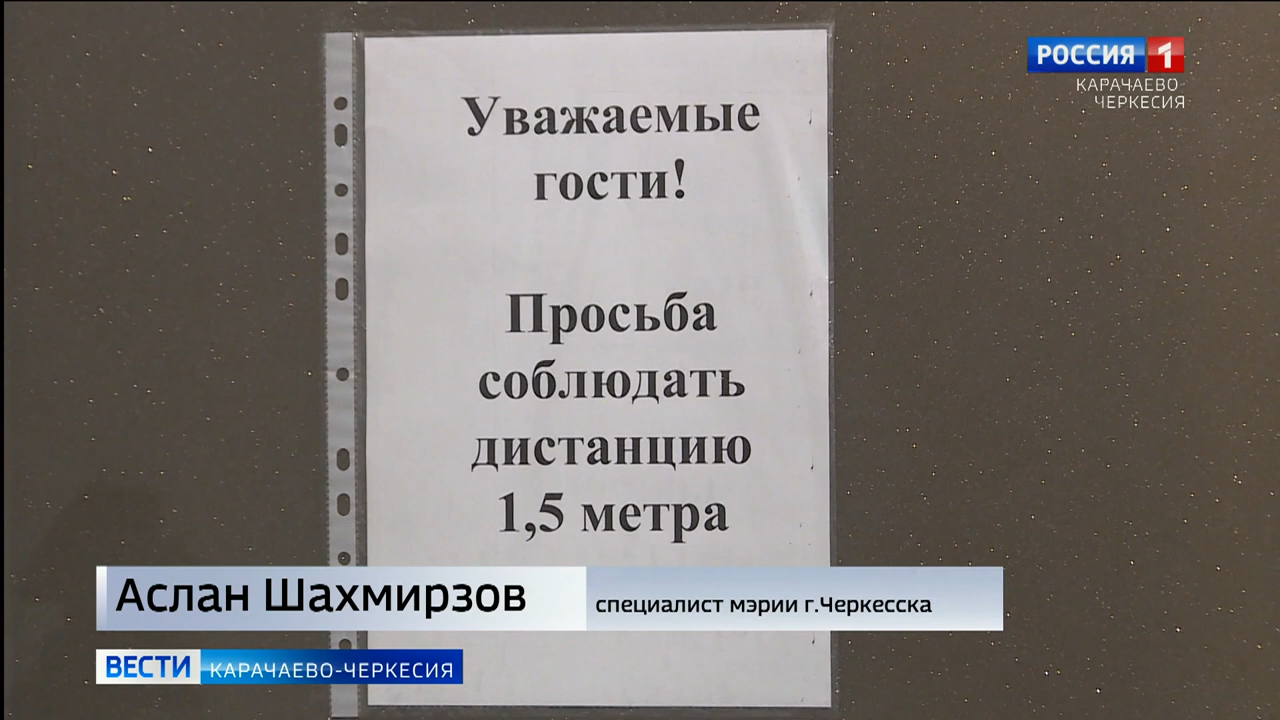 РОССИЯ 1
КАРАЧАЕВО
ЧЕРКЕСИЯ
Уважаемые
гости!
Просьба
соблюдать
дистанцию
1,5 метра
Аслан Шахмирзов
специалист мэрии г.Черкесска
ВЕСТИ КАРАЧАЕВО-ЧЕРКЕСИЯ